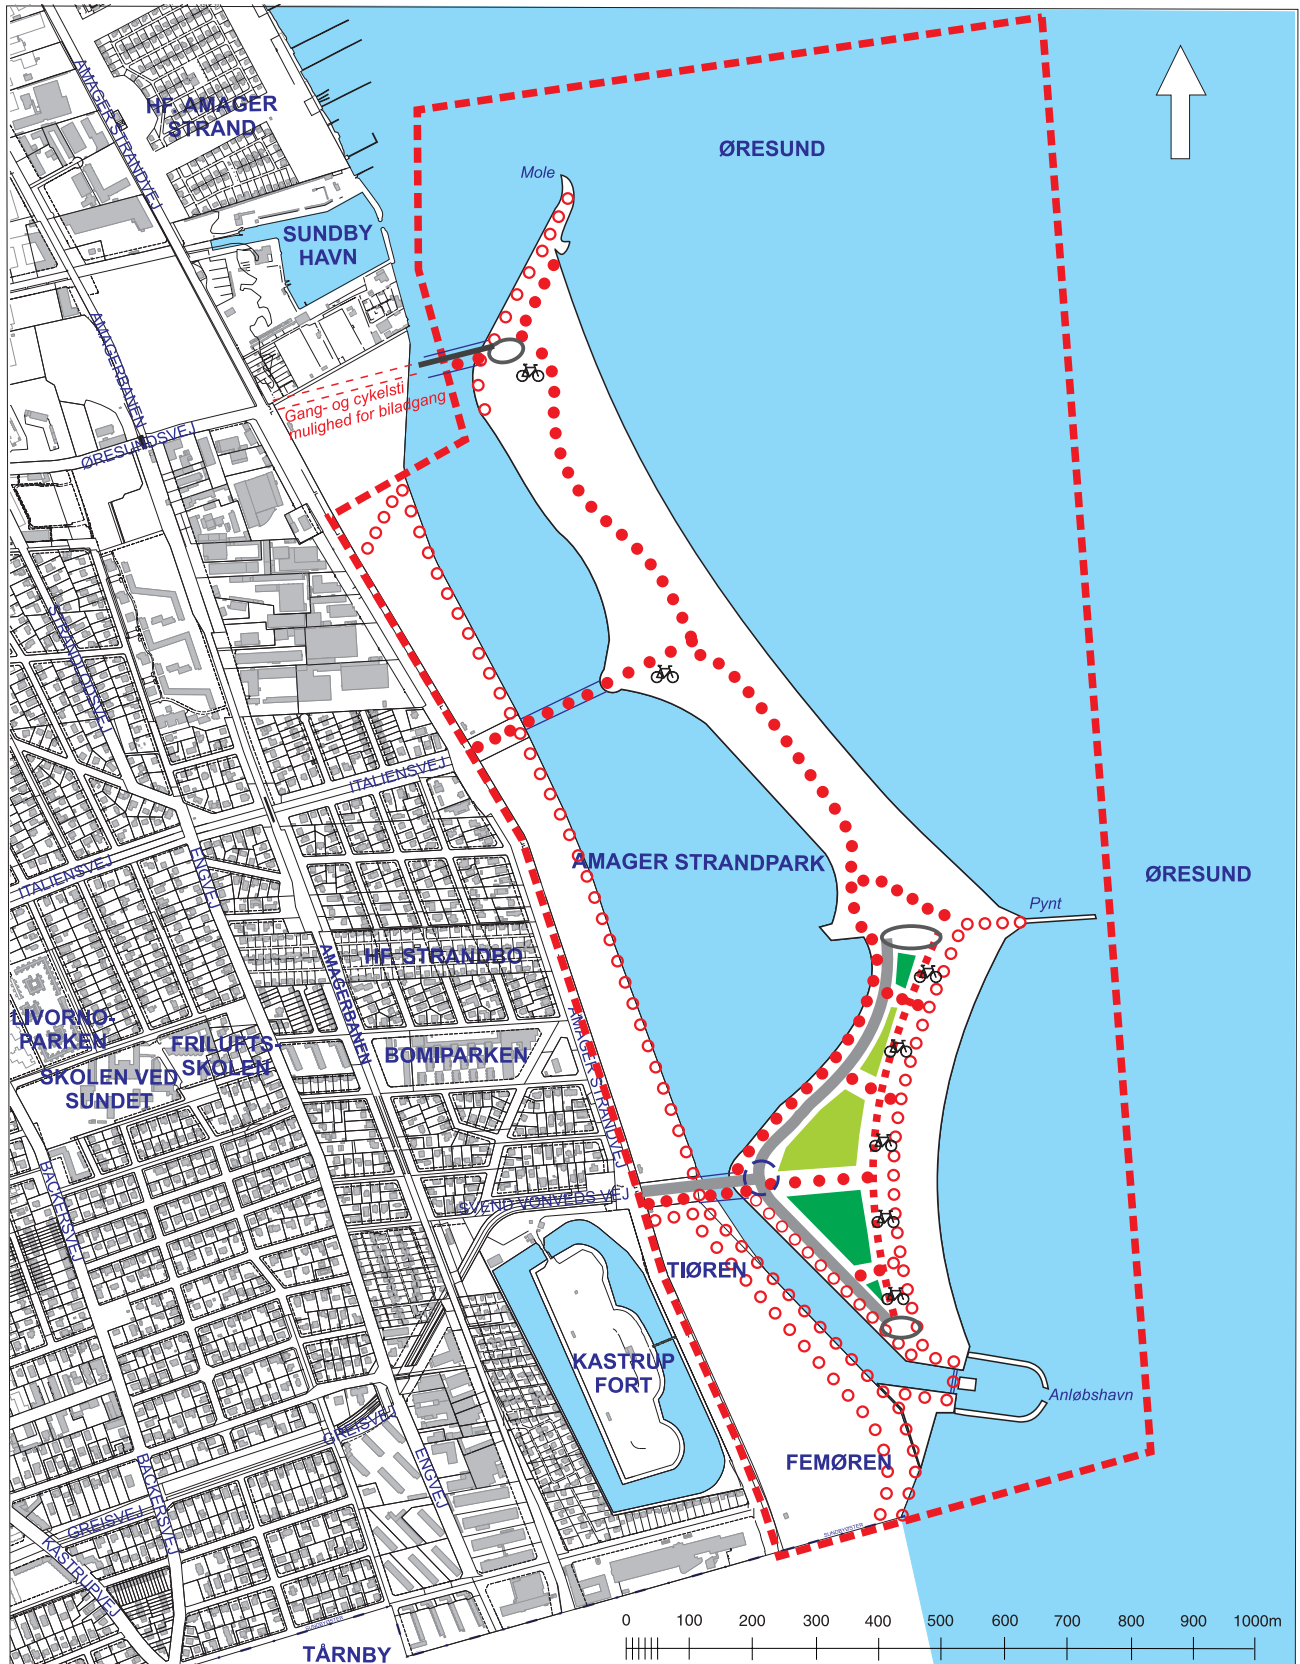 AMAGER STRANDVEJ
HF. AMAGER
STRAND
ØRESUND
Mole
SUNDBY
HAVN
AMAGERBANEN
Gang- og cykelsti
mulighed for biladgang
ØRESUNDSVEJ
STRANDLODSVEJ
ITALIENSVEJ
ITALIENSVEJ
ENGVEJ
AMAGER STRANDPARK
ØRESUND
Pynt
HF. STRANDBO
AMAGERBANEN
LIVORNO-
PARKEN
FRILUFTS-
SKOLEN
SKOLEN VED
SUNDET
BOMIPARKEN
AMAGER STRANDVEJ
BACKERSVEJ
SVEND VONVEDS VEJ
TIØREN
KASTRUP
FORT
Anløbshavn
GREISVEJ
FEMØREN
ENGVEJ
BACKERSVEJ
GREISVEJ
KASTRUPVEJ
SUNDBYØSTER
SUNDBYØSTER
TÅRNBY
0 100 200 300 400 500 600 700 800 900 1000m